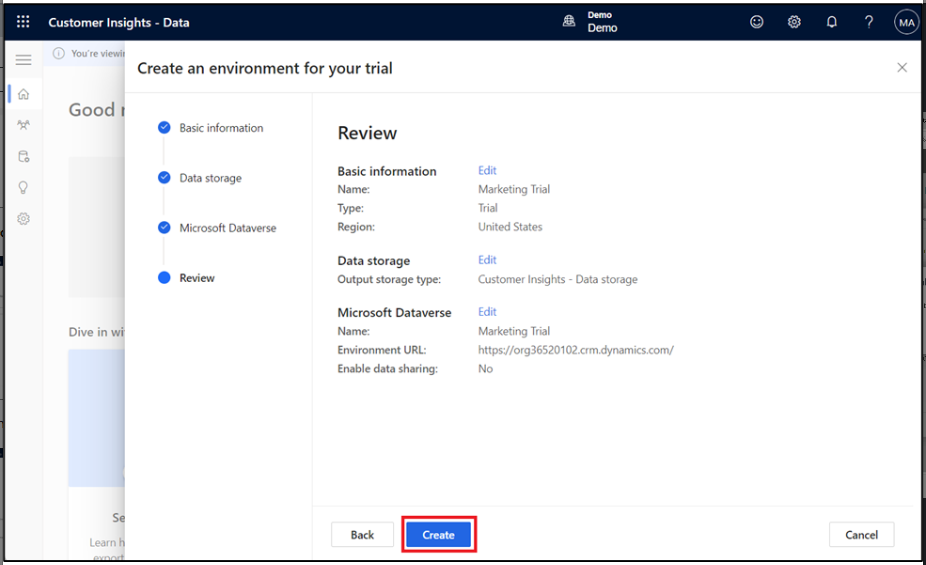 Customer Insights - Data
Demo
Demo
?
MA
You're viewin
Good
Dive in wi
Se
Learn h
export
Create an environment for your trial
Basic information
Data storage
Microsoft Dataverse
Review
Review
Basic information Edit
Name: Marketing Trial
Type: Trial
Region: United States
Data storage Edit
Output storage type: Customer Insights - Data storage
Microsoft Dataverse Edit
Name: Marketing Trial
Environment URL: https://org36520102.crm.dynamics.com/
Enable data sharing: No
Back
Create
Cancel